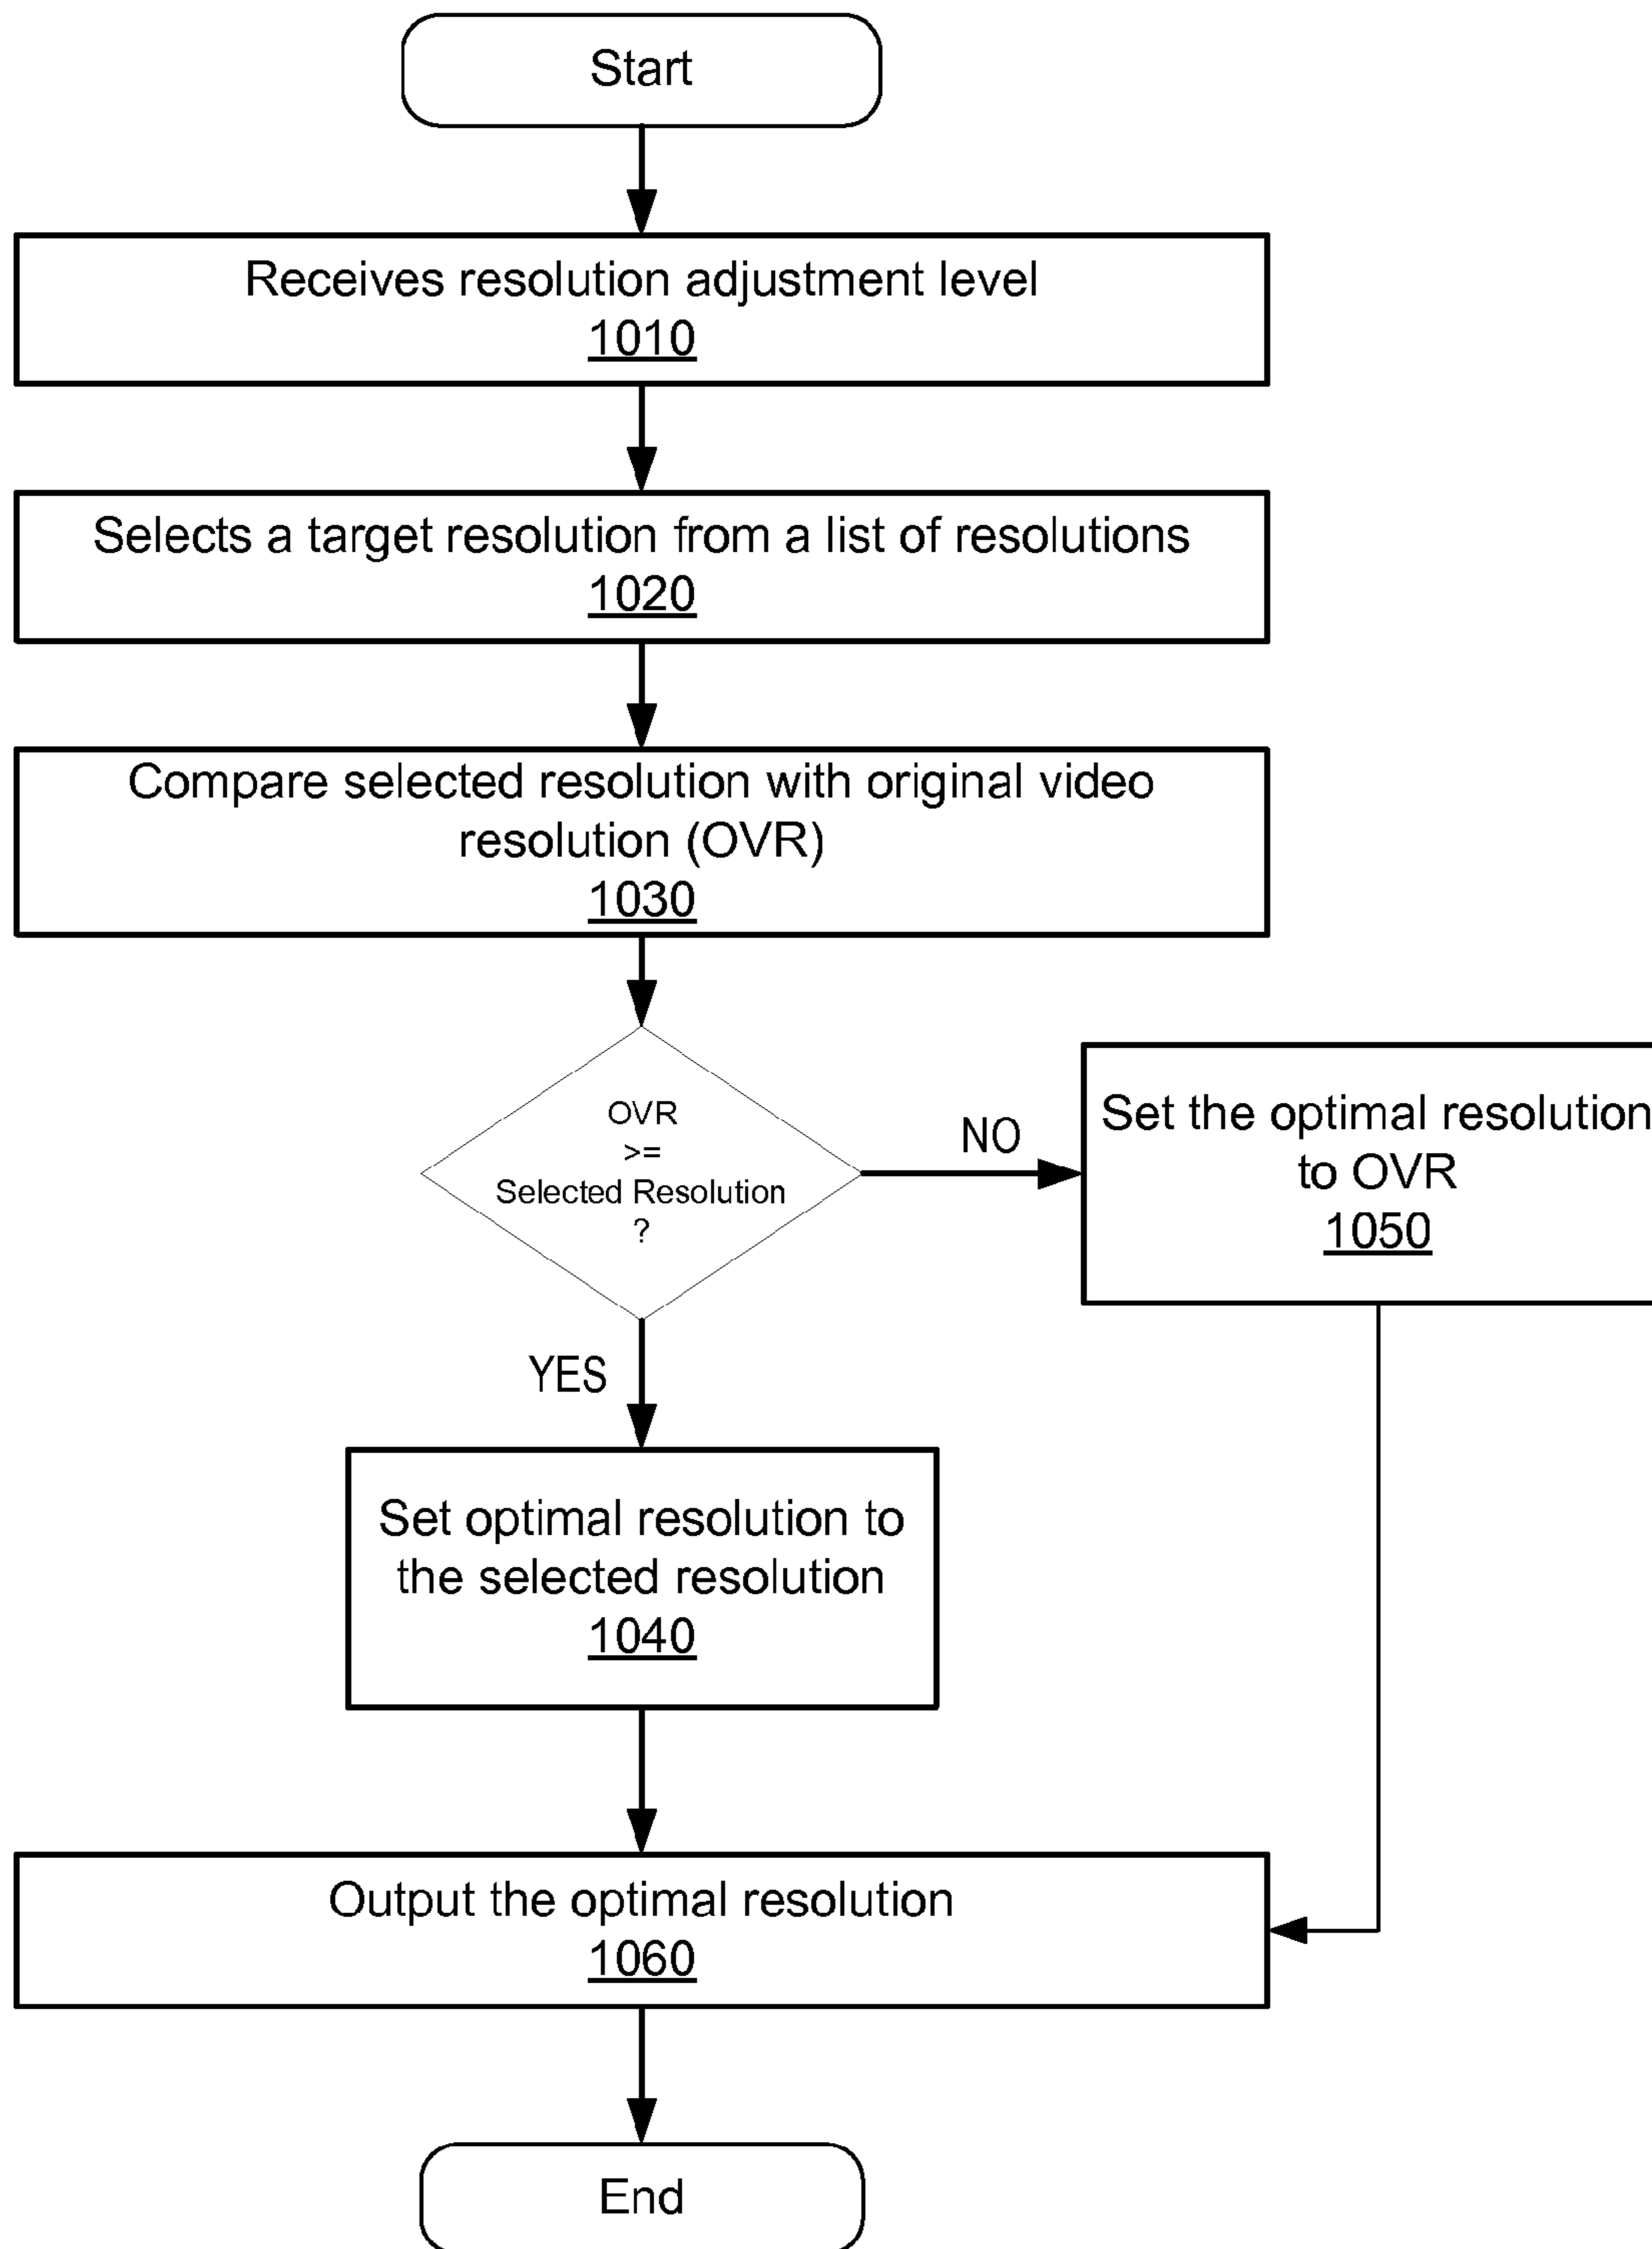 Start
Receives resolution adjustment level
1010
Selects a target resolution from a list of resolutions
1020
Compare selected resolution with original video
resolution (OVR)
1030
OVR
>=
Selected Resolution
?
NO
Set the optimal resolution
to OVR
1050
YES
Set optimal resolution to
the selected resolution
1040
Output the optimal resolution
1060
End